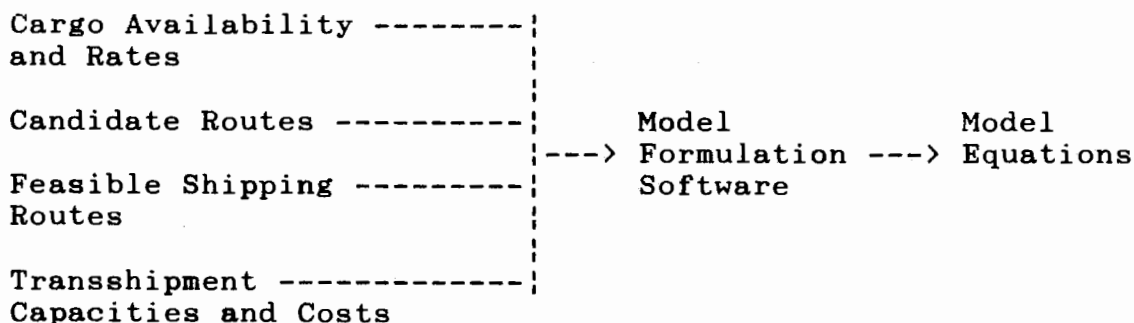 Cargo Availability --------¦
and Rates
Candidate Routes ----------¦ Model Model
---> Formulation ---> Equations
Feasible Shipping ---------¦ Software
Routes
Transshipment -------------¦
Capacities and Costs